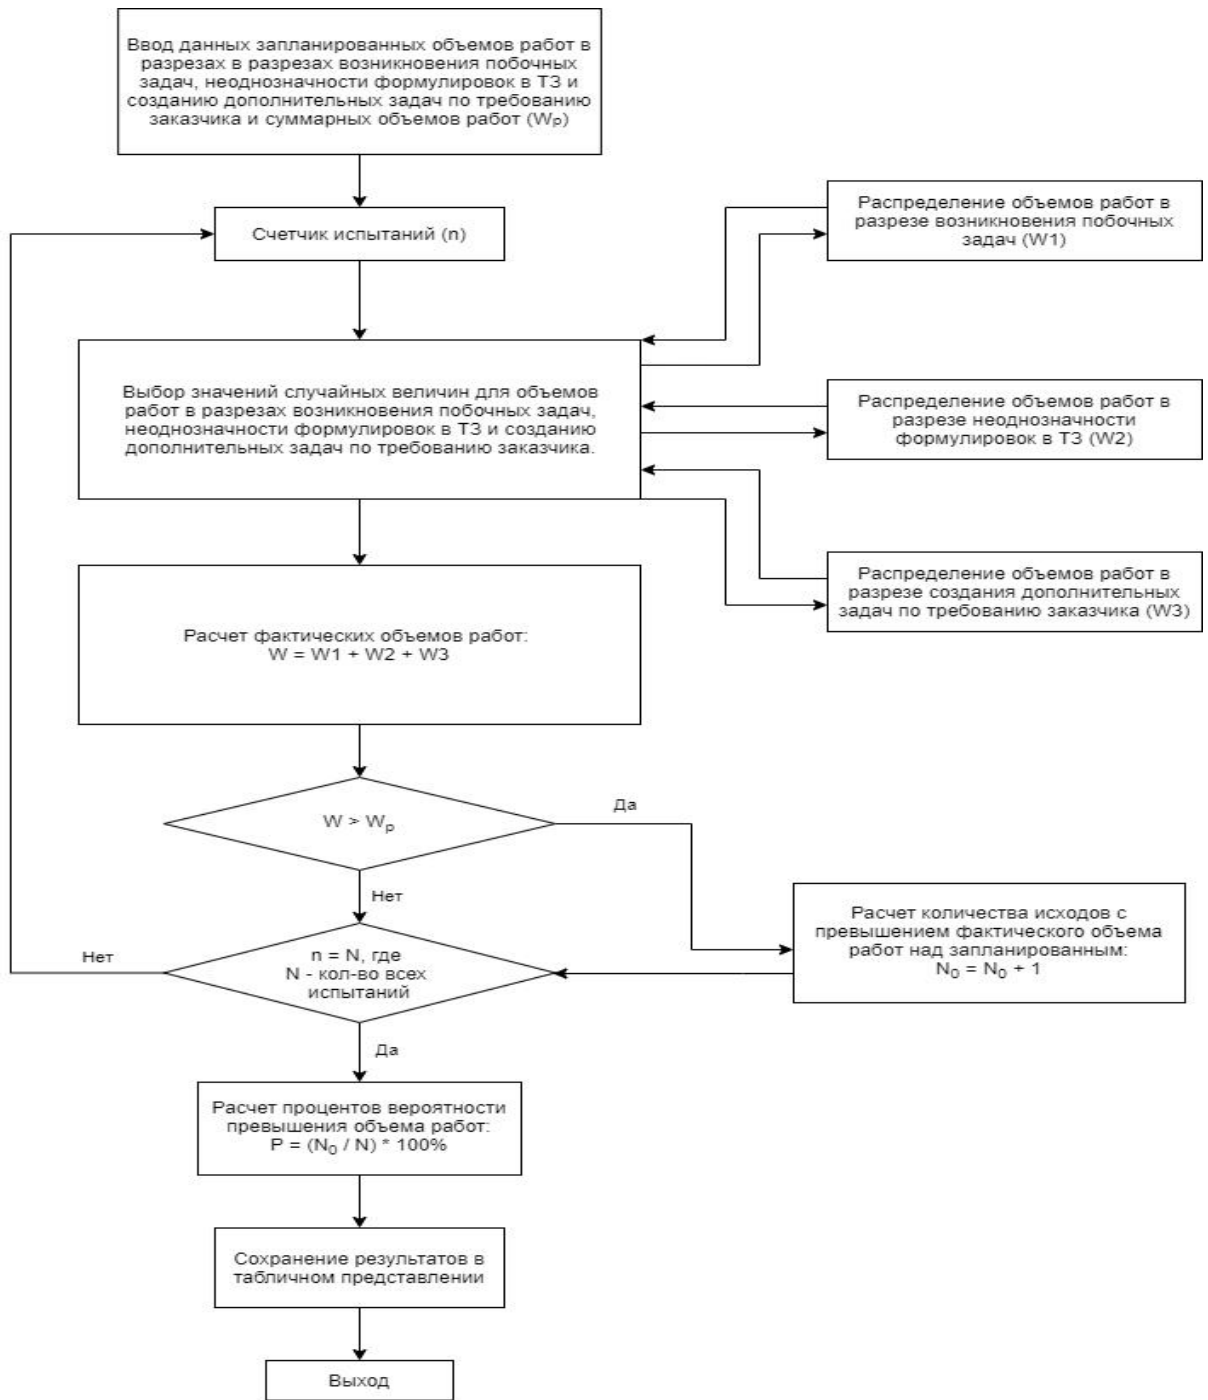 Ввод данных запланированных объемов работ в
разрезах в разрезах возникновения побочных
задач, неоднозначности формулировок в ТЗ и
созданию дополнительных задач по требованию
заказчика и суммарных объемов работ (Wₚ)
Счетчик испытаний (n)
Распределение объемов работ в
разрезе возникновения побочных
задач (W1)
Выбор значений случайных величин для объемов
работ в разрезах возникновения побочных задач,
неоднозначности формулировок в ТЗ и созданию
дополнительных задач по требованию заказчика.
Распределение объемов работ в
разрезе неоднозначности
формулировок в ТЗ (W2)
Распределение объемов работ в
разрезе создания дополнительных
задач по требованию заказчика (W3)
Расчет фактических объемов работ:
W = W1 + W2 + W3
W > Wₚ
Да
Нет
Расчет количества исходов с
превышением фактического объема
работ над запланированным:
N₀ = N₀ + 1
n = N, где
N - кол-во всех
испытаний
Нет
Да
Расчет процентов вероятности
превышения объема работ:
P = (N₀ / N) * 100%
Сохранение результатов в
табличном представлении
Выход